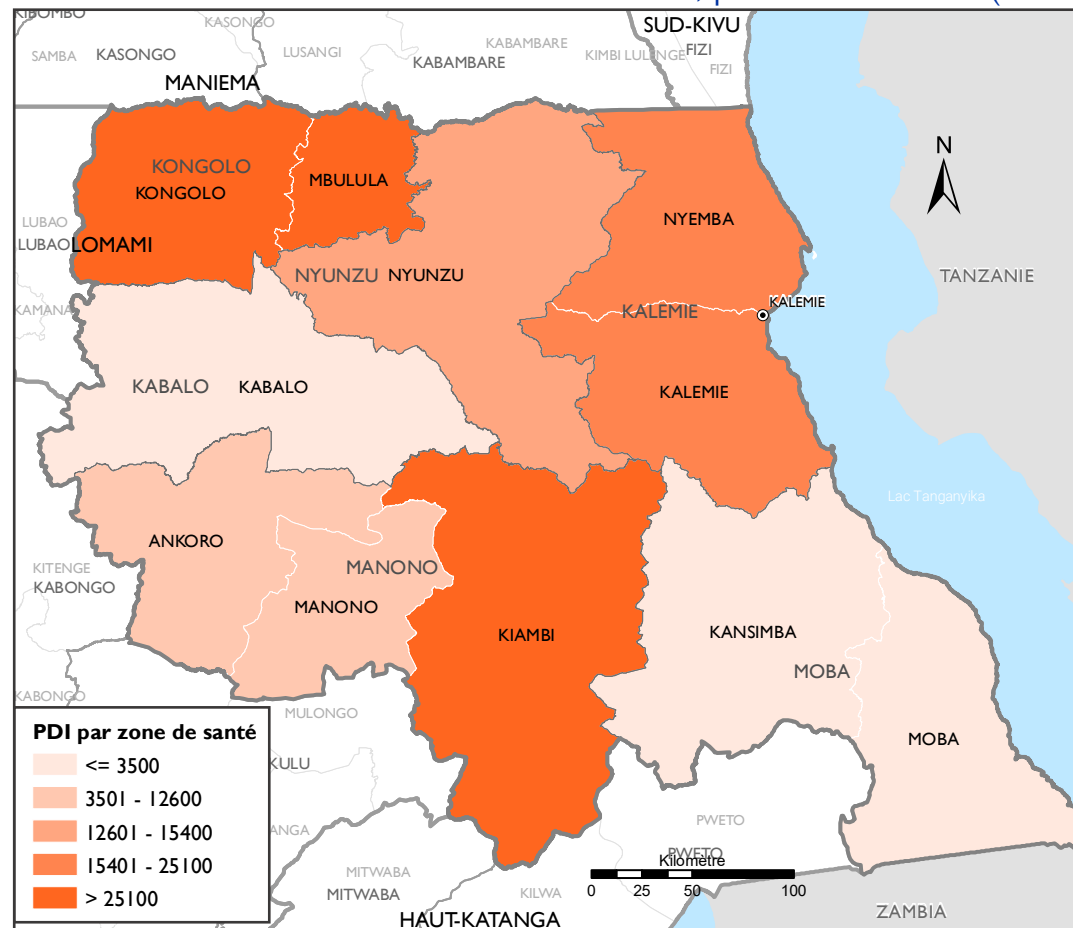 KIBOMBO
KASONGO
SUD-KIVU
SAMBA
KASONGO
LUSANGI
KABAMBARE
KABAMBARE
KIMBI LULENGE
FIZI
FIZI
MANIEMA
N
KONGOLO
KONGOLO
MBULULA
NYEMBA
LUBAO
LUBAO
LOMAMI
NYUNZU
NYUNZU
TANZANIE
KAMANA
KALEMIE
KALEMIE
KABALO
KABALO
KALEMIE
Lac Tanganyika
ANKORO
KITENGE
KABONGO
MANONO
MANONO
KIAMBI
KANSIMBA
MOBA
KABONGO
MULONGO
MOBA
PDI par zone de santé
<= 3500
3501 - 12600
12601 - 15400
15401 - 25100
> 25100
KULU
ANGA
PWETO
PWETO
Kilometre
0 25 50 100
MITWABA
MITWABA
KILWA
HAUT-KATANGA
ZAMBIA